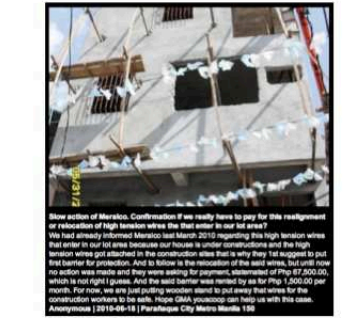 05/31/2
Slow action of Meralco. Confirmation if we really have to pay for this realignment
or relocation of high tension wires the that enter in our lot area?
We had already informed Meralco last March 2010 regarding this high tension wires
that enter in our lot area because our house is under constructions and the high
tension wires got attached in the construction sites that is why they 1st suggest to put
first barrier for protection. And to follow is the relocation of the said wires, but until now
no action was made and they were asking for payment, statemated of Php 67,500.00,
which is not right I guess. And the said barrier was rented by as for Php 1,500.00 per
month. For now, we are just putting wooden stand to put away that wires for the
construction workers to be safe. Hope GMA youscoop can help us with this case.
Anonymous | 2010-06-18 | Parañaque City Metro Manila 150